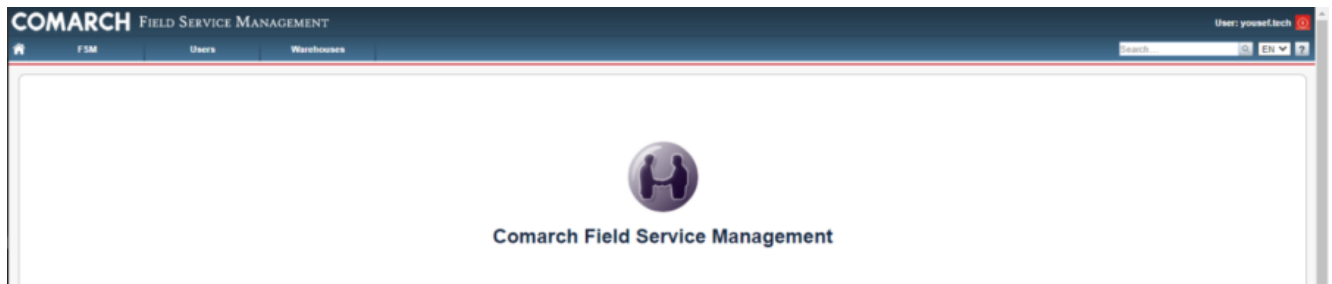 COMARCH FIELD SERVICE MANAGEMENT
User: yousef.tech
FSM Users Warehouses Search... EN ?
Comarch Field Service Management